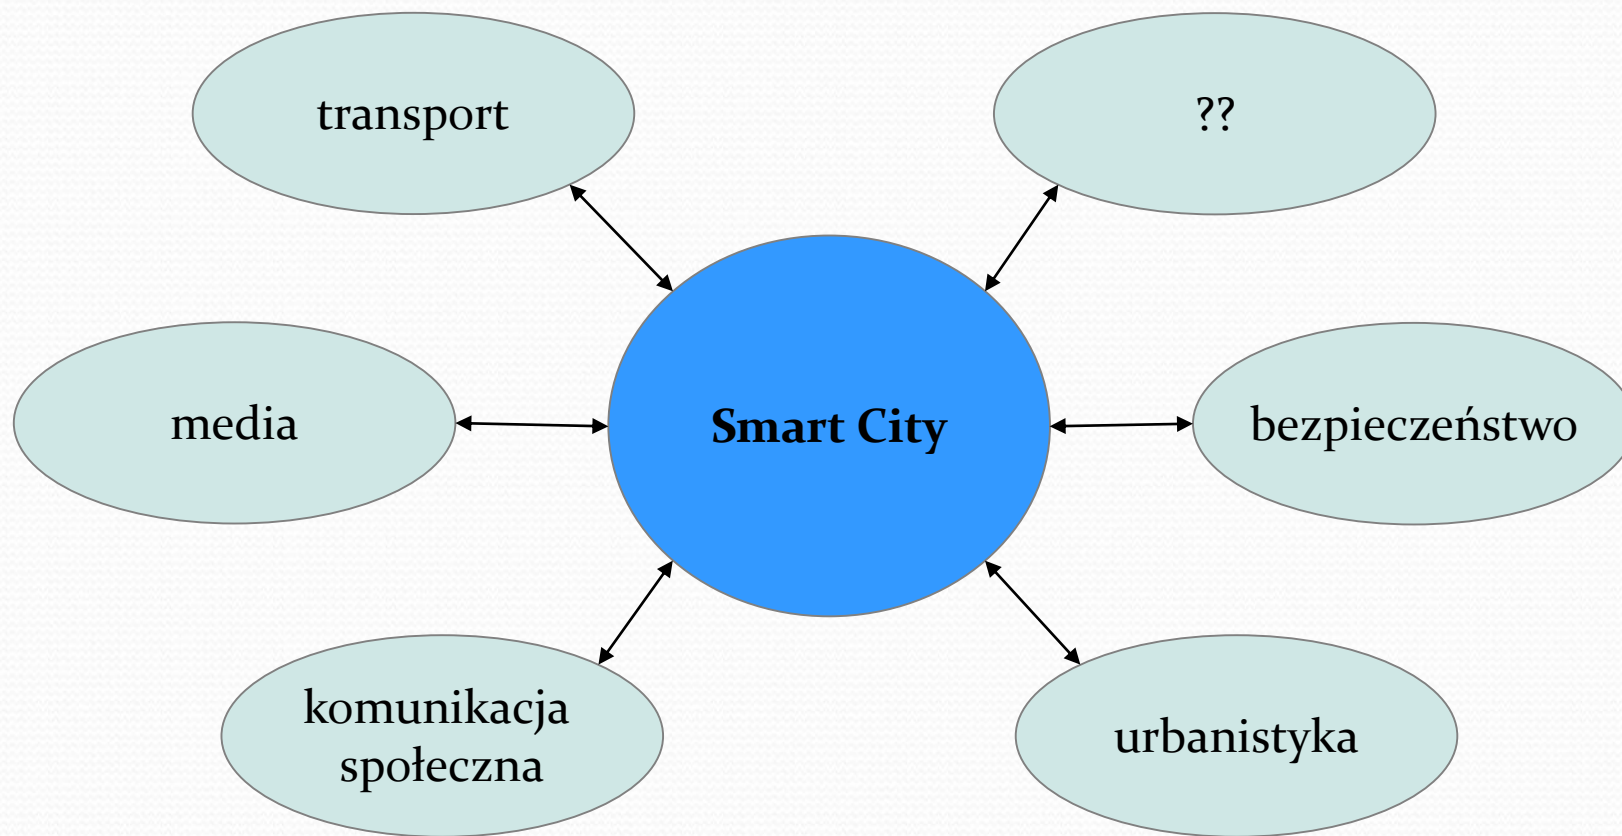 transport
??
media
Smart City
bezpieczeństwo
komunikacja
społeczna
urbanistyka